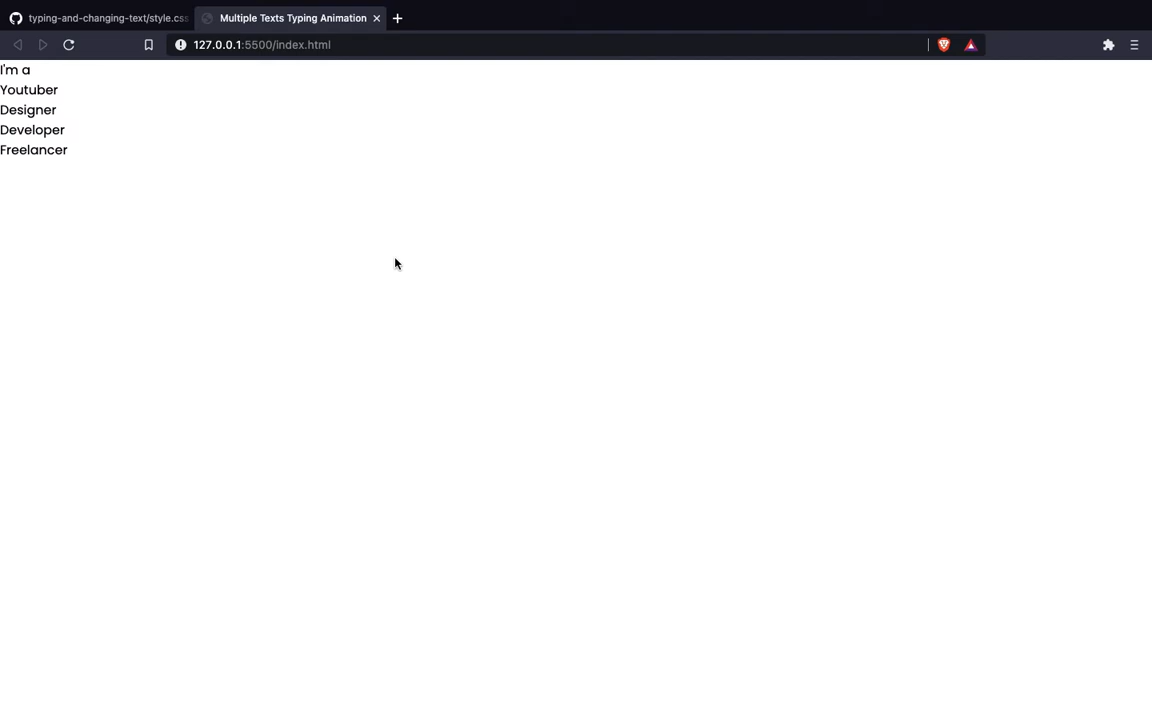 typing-and-changing-text/style.css
Multiple Texts Typing Animation
127.0.0.1:5500/index.html
I'm a
Youtuber
Designer
Developer
Freelancer